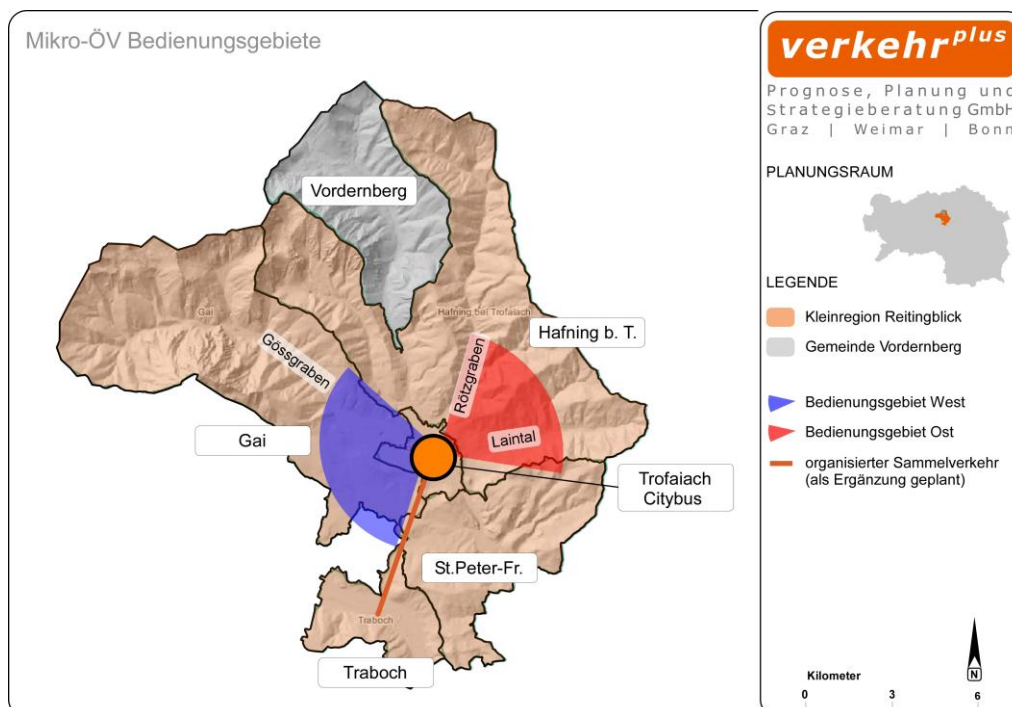 Mikro-ÖV Bedienungsgebiete
Vordernberg
Gai
Hafning bei Trofaiach
Hafning b. T.
Gössgraben
Rötzgraben
Laintal
Gai
Trofaiach
Citybus
St.Peter-Fr.
Traboch
Traboch
verkehr plus
Prognose, Planung und
Strategieberatung GmbH
Graz | Weimar | Bonn
PLANUNGSRAUM
LEGENDE
Kleinregion Reitingblick
Gemeinde Vordernberg
Bedienungsgebiet West
Bedienungsgebiet Ost
organisierter Sammelverkehr
(als Ergänzung geplant)
N
Kilometer
0 3 6